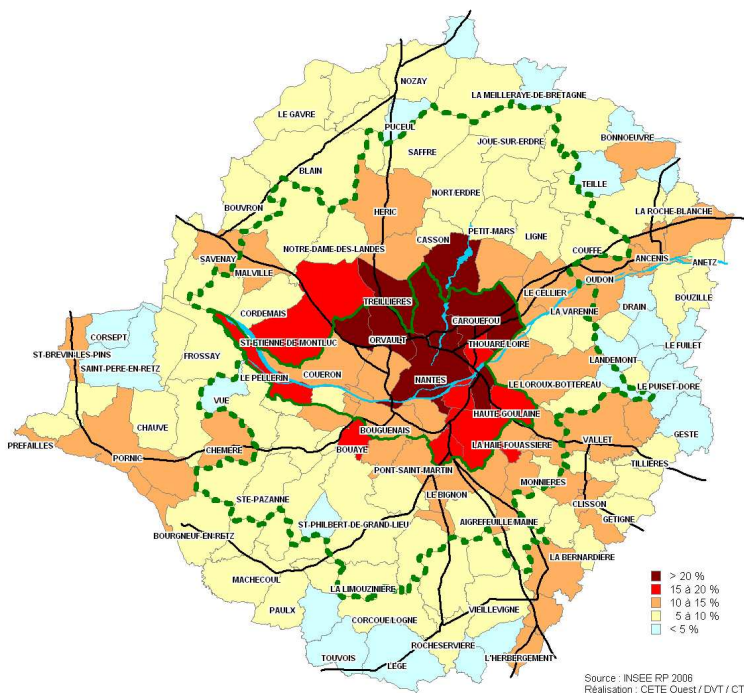 NOZAY
LA MEILLERAYE-DE-BRETAGNE
LE GAVRE
PUCEUL
BONNOEUVRE
JOUE-SUR-ERDRE
SAFFRE
BLAIN
TEILLE
NORT/ERDRE
BOUVRON
HERIC
LA ROCHE-BLANCHE
PETIT-MARS
CASSON
LIGNE
NOTRE-DAME-DES-LANDES
COUFFE
SAVENAY
ANCENIS
ANETZ
MALVILLE
OUDON
LE CELLIER
BOUZILLE
TREILLIERES
LA VARENNE
DRAIN
CORDEMAIS
CARQUEFOU
CORSEPT
ORVAULT
THOUARE/LOIRE
ST-ETIENNE-DE-MONTLUC
LE FUILET
ST-BREVIN-LES-PINS
FROSSAY
LANDEMONT
SAINT-PERE-EN-RETZ
COUERON
LE PELLERIN
NANTES
LE LOROUX-BOTTEREAU
LE PUISET-DORE
VUE
HAUTE-GOULAINE
GESTE
CHAUVE
BOUGUENAIS
PREFAILLES
CHEMERE
LA HAIE-FOUASSIERE
VALLET
BOUAYE
PORNIC
TILLIÈRES
PONT-SAINT-MARTIN
MONNIERES
LE BIGNON
STE-PAZANNE
CLISSON
ST-PHILBERT-DE-GRAND-LIEU
AIGREFEUILLE/MAINE
GETIGNE
BOURGNEUF-EN-RETZ
LA BERNARDIERE
MACHECOUL
LA LIMOUZINIÈRE
PAULX
VIEILLEVIGNE
CORCOUE/LOGNE
ROCHESERVIERE
TOUVOIS
LEGE
L'HERBERGEMENT
> 20 %
15 à 20 %
10 à 15 %
5 à 10 %
< 5 %
Source : INSEE RP 2006
Réalisation : CETE Ouest / DVT / CT